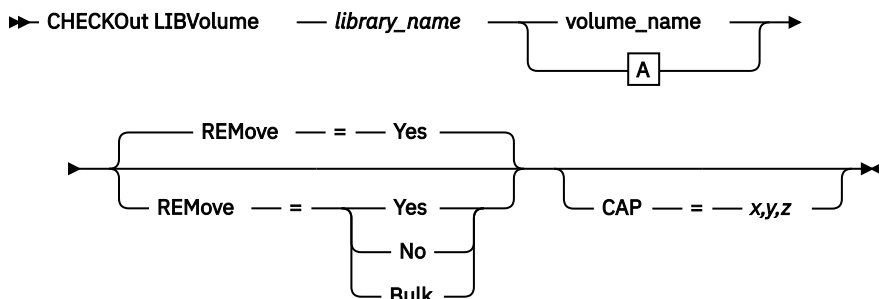 CHECKOut LIBVolume library_name volume_name
A
REMove = Yes
REMove = Yes CAP = x,y,z
No
Bulk